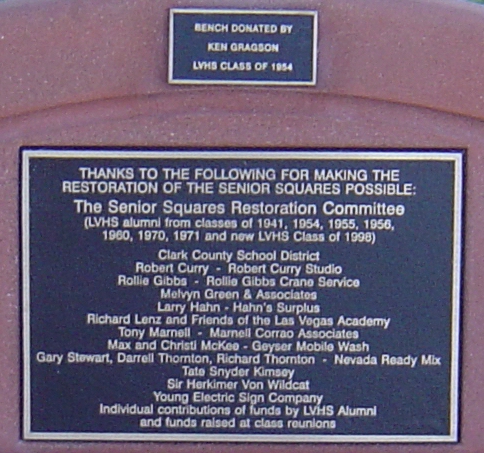 BENCH DONATED BY
KEN GRAGSON
LVHS CLASS OF 1954
THANKS TO THE FOLLOWING FOR MAKING THE
RESTORATION OF THE SENIOR SQUARES POSSIBLE:
The Senior Squares Restoration Committee
(LVHS alumni from classes of 1941, 1954, 1955, 1956,
1960, 1970, 1971 and new LVHS Class of 1998)
Clark County School District
Robert Curry - Robert Curry Studio
Rollie Gibbs - Rollie Gibbs Crane Service
Melvyn Green & Associates
Larry Hahn - Hahn's Surplus
Richard Lenz and Friends of the Las Vegas Academy
Tony Marnell - Marnell Corrao Associates
Max and Christi McKee - Geyser Mobile Wash
Gary Stewart, Darrell Thornton, Richard Thornton - Nevada Ready Mix
Tate Snyder Kimsey
Sir Herkimer Von Wildcat
Young Electric Sign Company
Individual contributions of funds by LVHS Alumni
and funds raised at class reunions